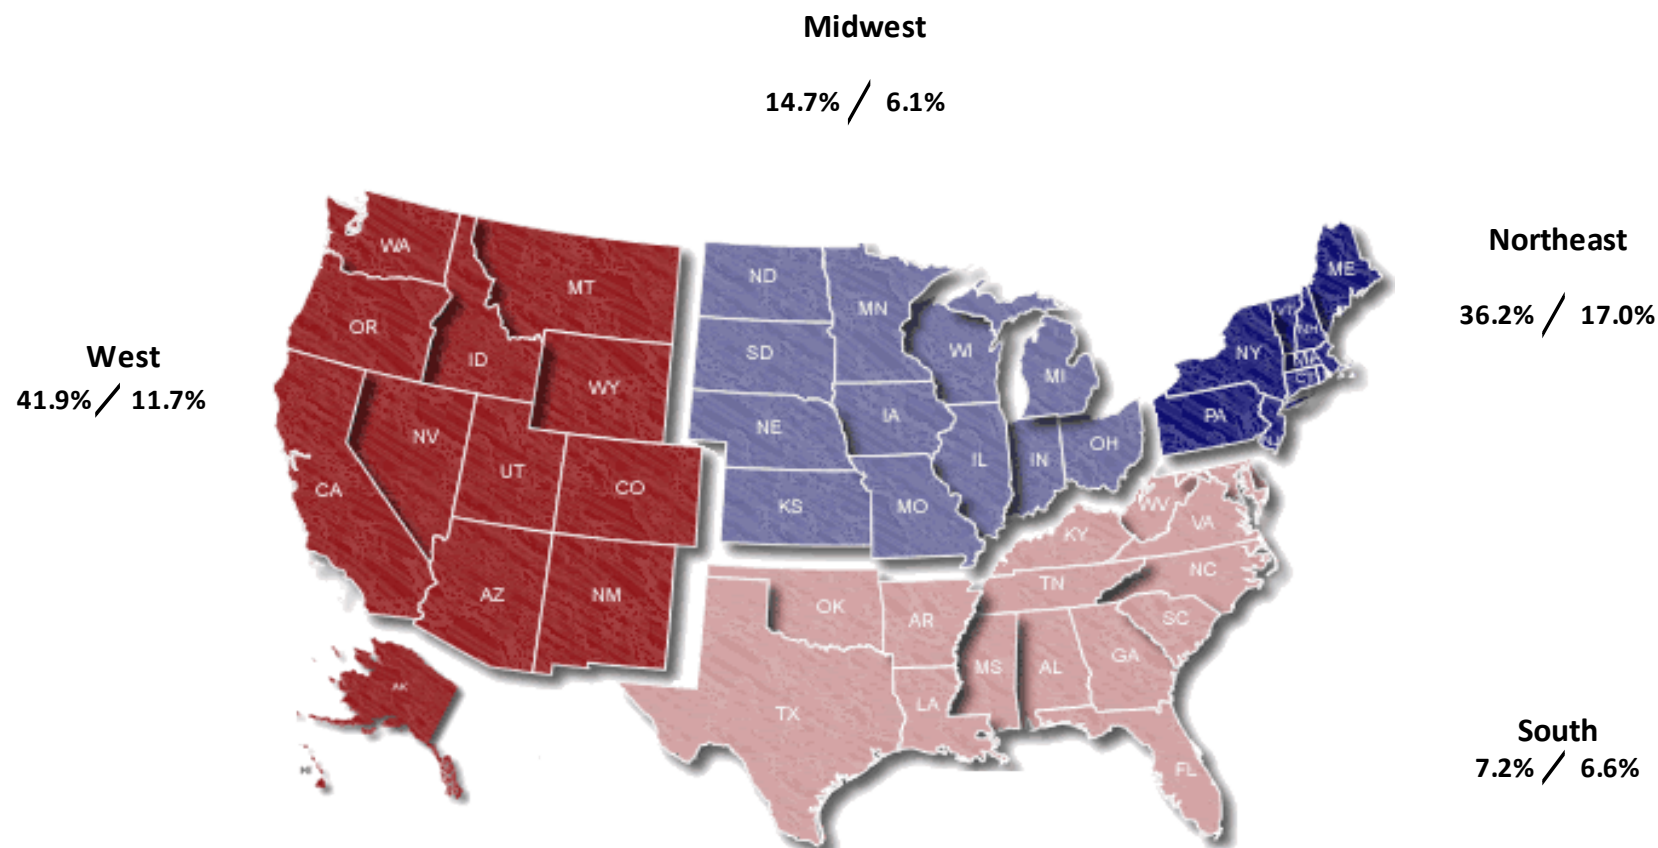 Midwest
14.7% / 6.1%
Northeast
36.2% / 17.0%
West
41.9% / 11.7%
South
7.2% / 6.6%
WA
MT
OR
ID
WY
NV
UT
CO
CA
AZ
NM
AK
HI
ND
MN
SD
WI
MI
NE
IA
IL
IN
OH
KS
MO
ME
VT
NH
NY
MA
CT
PA
NJ
WV
VA
KY
NC
TN
SC
OK
AR
MS
AL
GA
TX
LA
FL